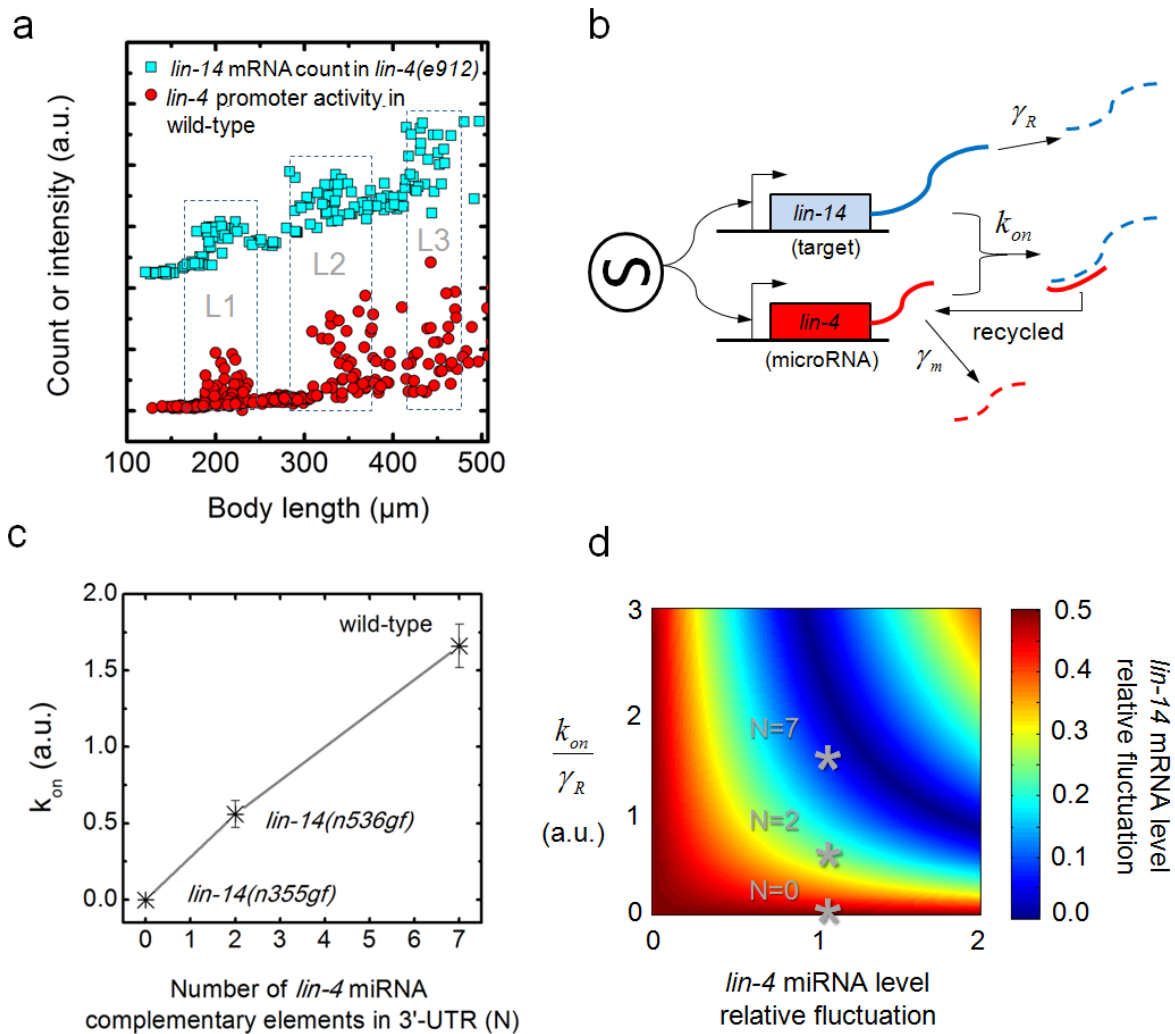 a
lin-14 mRNA count in lin-4(e912)
lin-4 promoter activity in
wild-type
Count or intensity (a.u.)
L1
L2
L3
100 200 300 400 500
Body length (µm)
b
S
lin-14
(target)
lin-4
(microRNA)
γR
kon
recycled
γm
c
2.0
1.5
1.0
0.5
0.0
kon (a.u.)
wild-type
lin-14(n536gf)
lin-14(n355gf)
0 1 2 3 4 5 6 7
Number of lin-4 miRNA
complementary elements in 3'-UTR (N)
d
3
2
1
0
kon
γR
(a.u.)
N=7
N=2
N=0
0 1 2
lin-4 miRNA level
relative fluctuation
0.5
0.4
0.3
0.2
0.1
0.0
lin-14 mRNA level
relative fluctuation